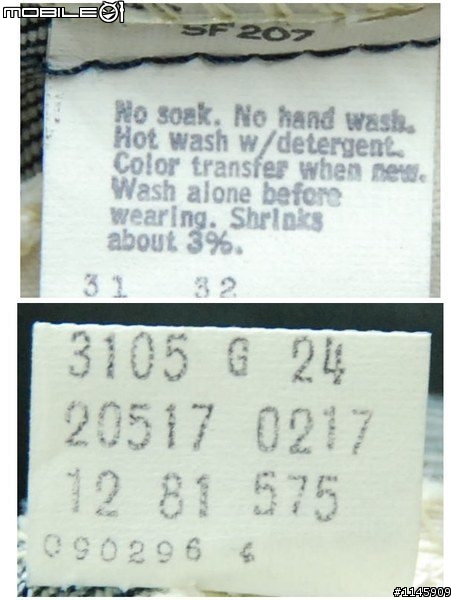 MOBILE01
SF207
No soak. No hand wash.
Hot wash w/detergent.
Color transfer when new.
Wash alone before
wearing. Shrinks
about 3%.
31 32
3105 G 24
20517 0217
12 81 575
090296
#1145909